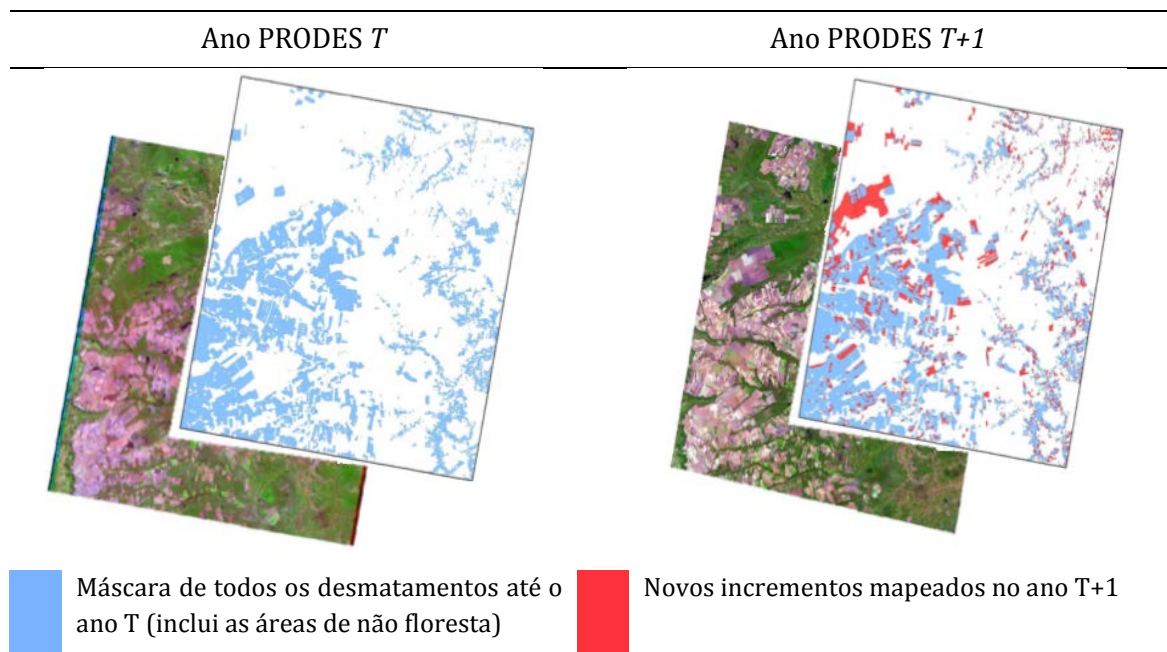 Ano PRODES T
Ano PRODES T+1
Máscara de todos os desmatamentos até o
ano T (inclui as áreas de não floresta)
Novos incrementos mapeados no ano T+1